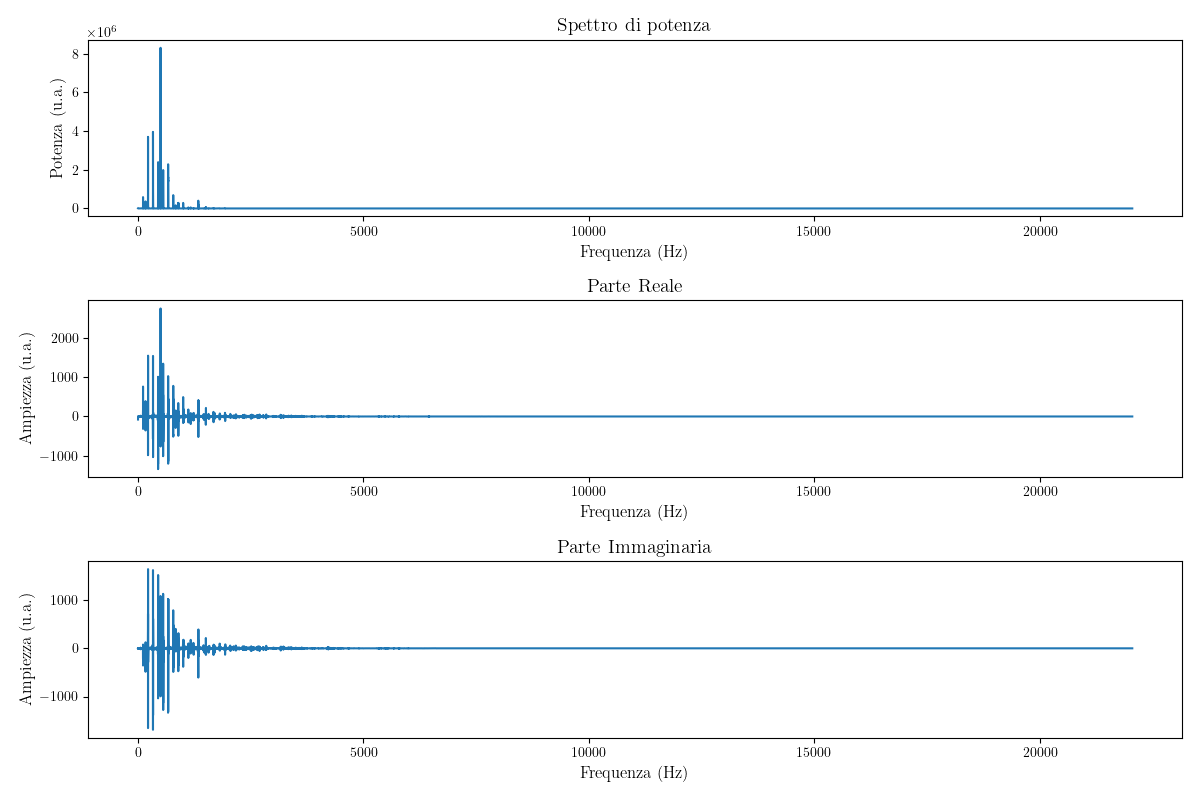 Spettro di potenza
×10⁶
8
6
4
2
0
Potenza (u.a.)
0 5000 10000 15000 20000
Frequenza (Hz)
Parte Reale
2000
1000
0
−1000
Ampiezza (u.a.)
0 5000 10000 15000 20000
Frequenza (Hz)
Parte Immaginaria
1000
0
−1000
Ampiezza (u.a.)
0 5000 10000 15000 20000
Frequenza (Hz)